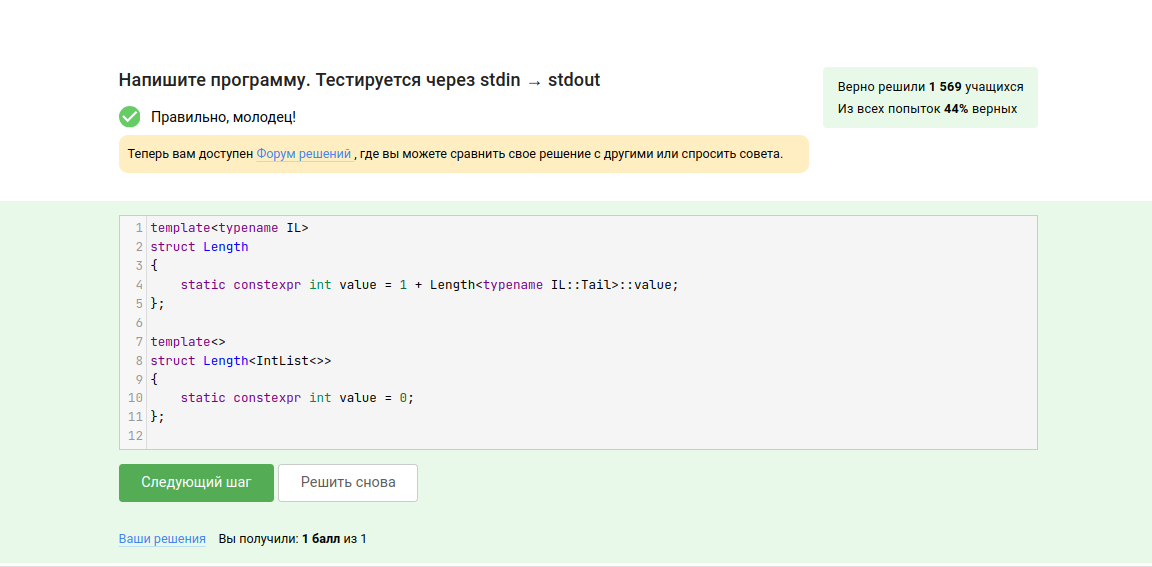 Напишите программу. Тестируется через stdin → stdout
Правильно, молодец!
Теперь вам доступен Форум решений , где вы можете сравнить свое решение с другими или спросить совета.
Верно решили 1 569 учащихся
Из всех попыток 44% верных
1 template<typename IL>
2 struct Length
3 {
4     static constexpr int value = 1 + Length<typename IL::Tail>::value;
5 };
6
7 template<>
8 struct Length<IntList<>>
9 {
10     static constexpr int value = 0;
11 };
12
Следующий шаг Решить снова
Ваши решения Вы получили: 1 балл из 1